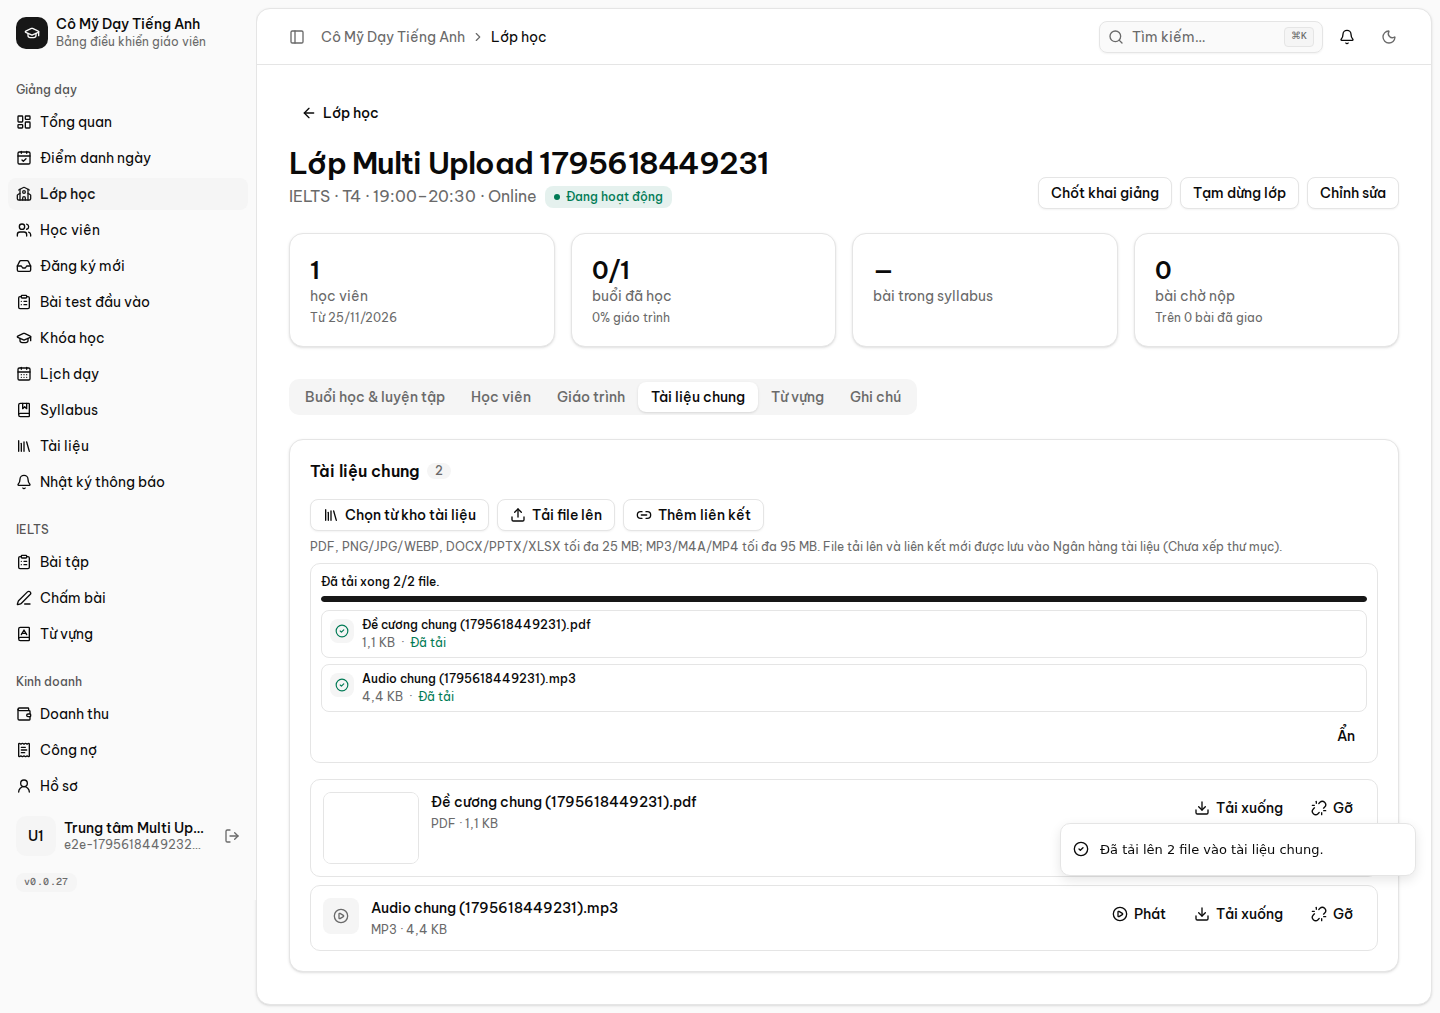 Cô Mỹ Dạy Tiếng Anh
Bảng điều khiển giáo viên
Giảng dạy
Tổng quan
Điểm danh ngày
Lớp học
Học viên
Đăng ký mới
Bài test đầu vào
Khóa học
Lịch dạy
Syllabus
Tài liệu
Nhật ký thông báo
IELTS
Bài tập
Chấm bài
Từ vựng
Kinh doanh
Doanh thu
Công nợ
Hồ sơ
U1
Trung tâm Multi Up...
e2e-1795618449232...
v0.0.27
Cô Mỹ Dạy Tiếng Anh > Lớp học
Tìm kiếm... ⌘K
Lớp học
Lớp Multi Upload 1795618449231
IELTS · T4 · 19:00–20:30 · Online Đang hoạt động
Chốt khai giảng Tạm dừng lớp Chỉnh sửa
1
học viên
Từ 25/11/2026
0/1
buổi đã học
0% giáo trình
—
bài trong syllabus
0
bài chờ nộp
Trên 0 bài đã giao
Buổi học & luyện tập Học viên Giáo trình Tài liệu chung Từ vựng Ghi chú
Tài liệu chung 2
Chọn từ kho tài liệu Tải file lên Thêm liên kết
PDF, PNG/JPG/WEBP, DOCX/PPTX/XLSX tối đa 25 MB; MP3/M4A/MP4 tối đa 95 MB. File tải lên và liên kết mới được lưu vào Ngân hàng tài liệu (Chưa xếp thư mục).
Đã tải xong 2/2 file.
Đề cương chung (1795618449231).pdf
1,1 KB · Đã tải
Audio chung (1795618449231).mp3
4,4 KB · Đã tải
Ẩn
Đề cương chung (1795618449231).pdf
PDF · 1,1 KB
Tải xuống Gỡ
Đã tải lên 2 file vào tài liệu chung.
Audio chung (1795618449231).mp3
MP3 · 4,4 KB
Phát Tải xuống Gỡ